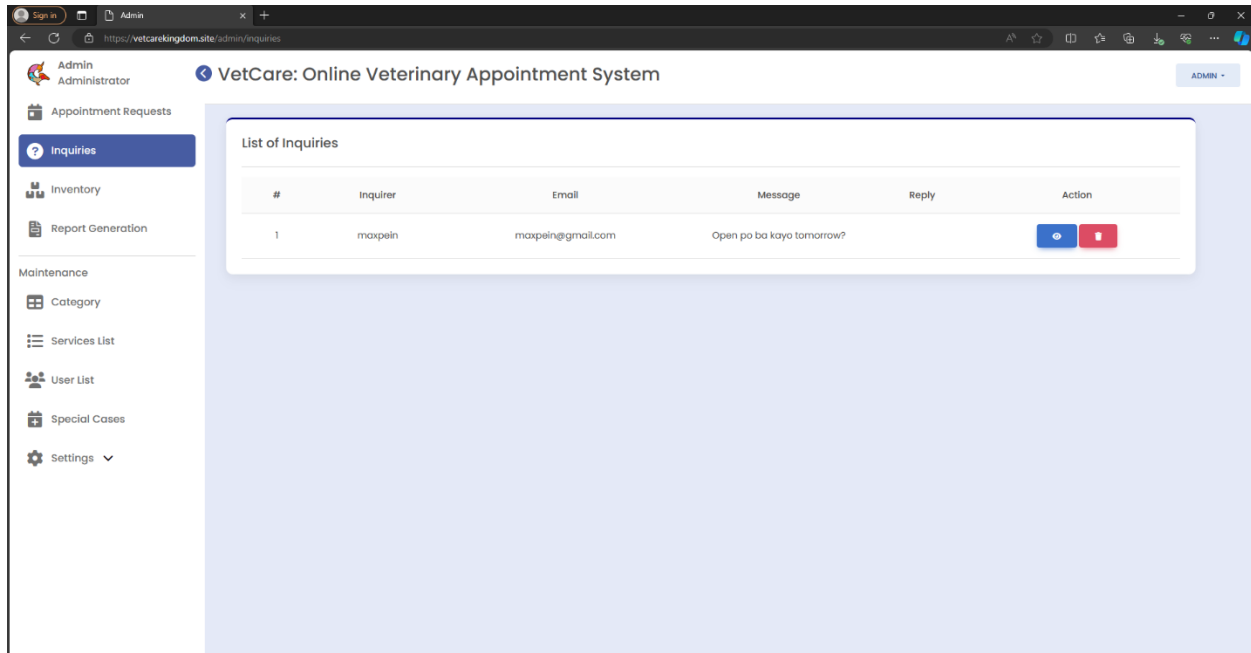 Sign in
Admin
https://vetcarekingdom.site/admin/inquiries
Admin
Administrator
VetCare: Online Veterinary Appointment System
ADMIN
Appointment Requests
Inquiries
Inventory
Report Generation
Maintenance
Category
Services List
User List
Special Cases
Settings
List of Inquiries
# Inquirer Email Message Reply Action
1 maxpein maxpein@gmail.com Open po ba kayo tomorrow?